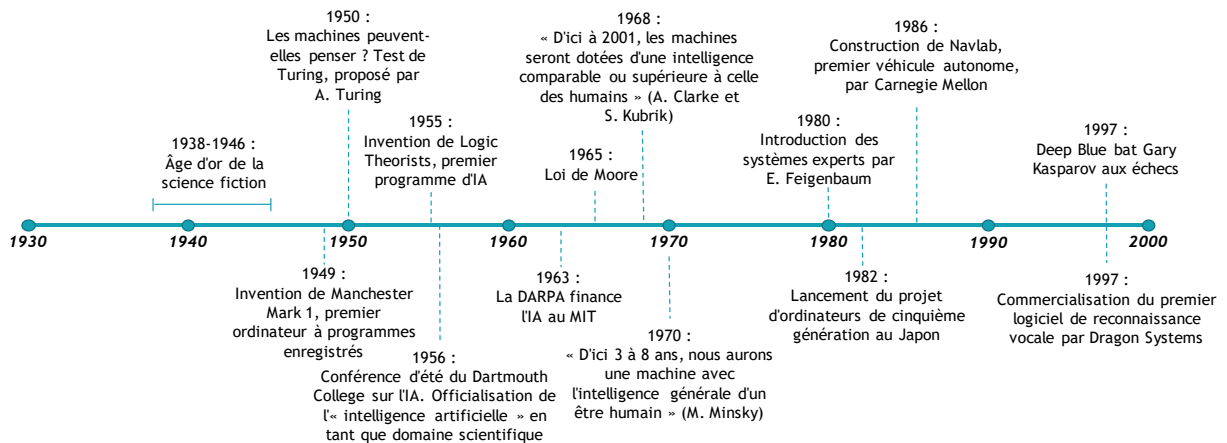 1950 :
Les machines peuvent-
elles penser ? Test de
Turing, proposé par
A. Turing
1968 :
« D'ici à 2001, les machines
seront dotées d'une intelligence
comparable ou supérieure à celle
des humains » (A. Clarke et
S. Kubrik)
1986 :
Construction de Navlab,
premier véhicule autonome,
par Carnegie Mellon
1938-1946 :
Âge d'or de la
science fiction
1955 :
Invention de Logic
Theorists, premier
programme d'IA
1965 :
Loi de Moore
1980 :
Introduction des
systèmes experts par
E. Feigenbaum
1997 :
Deep Blue bat Gary
Kasparov aux échecs
1930 1940 1950 1960 1970 1980 1990 2000
1949 :
Invention de Manchester
Mark 1, premier
ordinateur à programmes
enregistrés
1956 :
Conférence d'été du Dartmouth
College sur l'IA. Officialisation de
l'« intelligence artificielle » en
tant que domaine scientifique
1963 :
La DARPA finance
l'IA au MIT
1970 :
« D'ici 3 à 8 ans, nous aurons
une machine avec
l'intelligence générale d'un
être humain » (M. Minsky)
1982 :
Lancement du projet
d'ordinateurs de cinquième
génération au Japon
1997 :
Commercialisation du premier
logiciel de reconnaissance
vocale par Dragon Systems